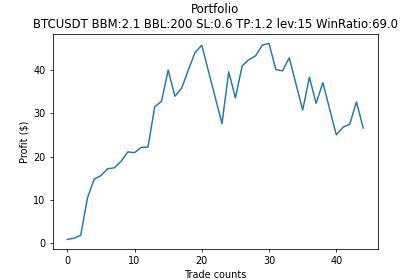 Portfolio
BTCUSDT BBM:2.1 BBL:200 SL:0.6 TP:1.2 lev:15 WinRatio:69.0
Profit ($)
40
30
20
10
0
0 10 20 30 40
Trade counts